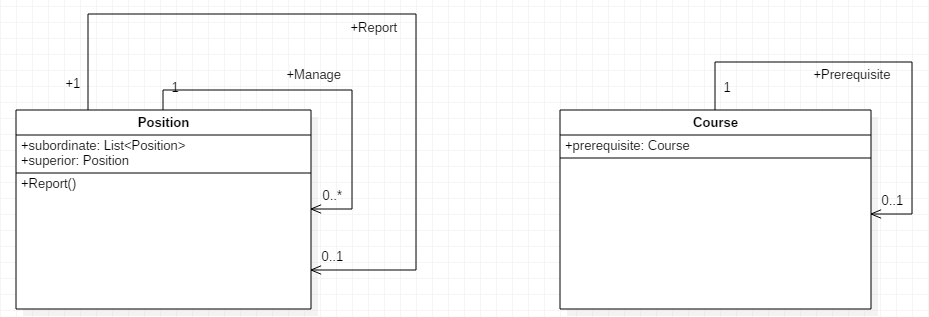 +Report
+Manage
+1
1
Position
+subordinate: List<Position>
+superior: Position
+Report()
0..*
0..1
+Prerequisite
1
Course
+prerequisite: Course
0..1